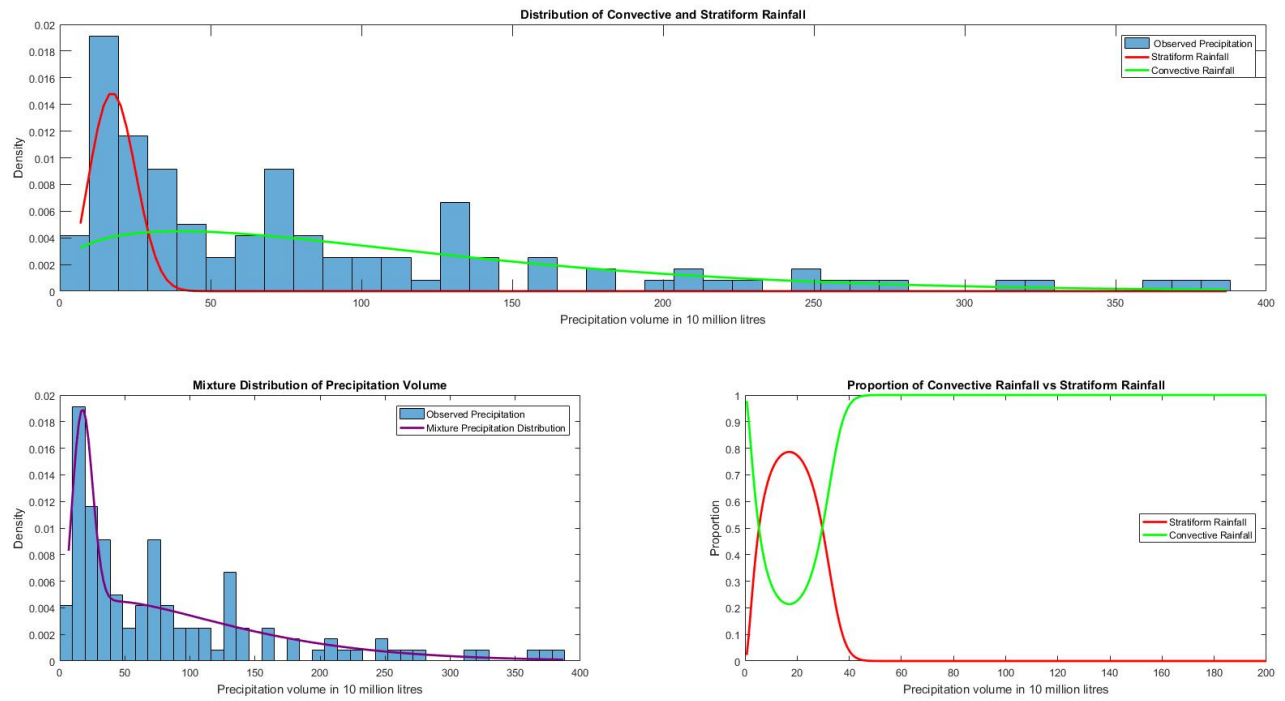 Distribution of Convective and Stratiform Rainfall
0.02
0.018
0.016
0.014
0.012
0.01
0.008
0.006
0.004
0.002
0
Density
Observed Precipitation
Stratiform Rainfall
Convective Rainfall
0 50 100 150 200 250 300 350 400
Precipitation volume in 10 million litres
Mixture Distribution of Precipitation Volume
0.02
0.018
0.016
0.014
0.012
0.01
0.008
0.006
0.004
0.002
0
Density
Observed Precipitation
Mixture Precipitation Distribution
0 50 100 150 200 250 300 350 400
Precipitation volume in 10 million litres
Proportion of Convective Rainfall vs Stratiform Rainfall
1
0.9
0.8
0.7
0.6
0.5
0.4
0.3
0.2
0.1
0
Proportion
Stratiform Rainfall
Convective Rainfall
0 20 40 60 80 100 120 140 160 180 200
Precipitation volume in 10 million litres